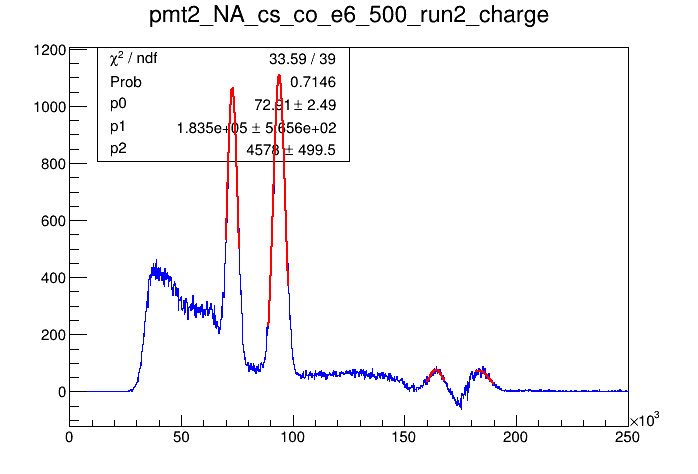 pmt2_NA_cs_co_e6_500_run2_charge
χ² / ndf 33.59 / 39
Prob 0.7146
p0 72.91 ± 2.49
p1 1.835e+05 ± 5.656e+02
p2 4578 ± 499.5
1200
1000
800
600
400
200
0
0 50 100 150 200 250
×10³